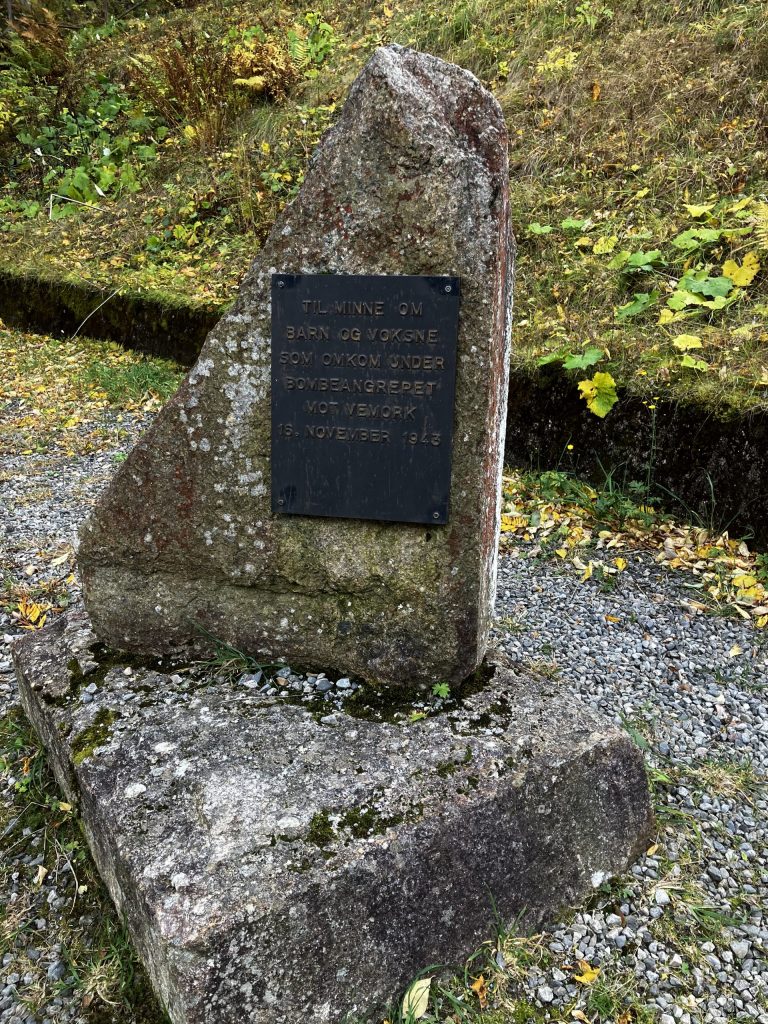 TIL MINNE OM
BARN OG VOKSNE
SOM OMKOM UNDER
BOMBEANGREPET
MOT VEMORK
16. NOVEMBER 1943